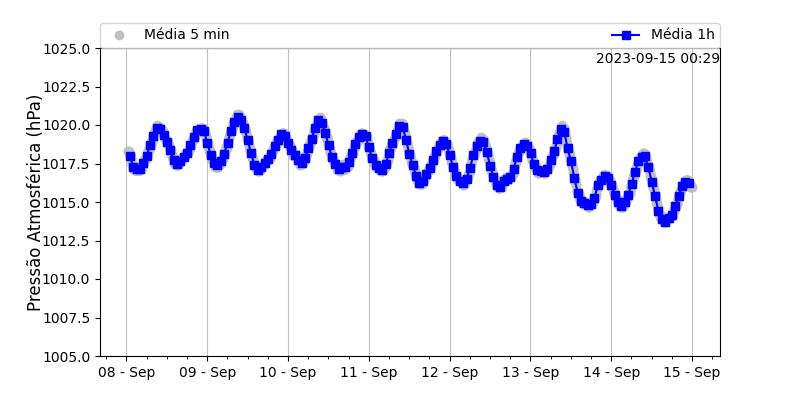 Média 5 min
Média 1h
2023-09-15 00:29
Pressão Atmosférica (hPa)
1025.0
1022.5
1020.0
1017.5
1015.0
1012.5
1010.0
1007.5
1005.0
08 - Sep
09 - Sep
10 - Sep
11 - Sep
12 - Sep
13 - Sep
14 - Sep
15 - Sep